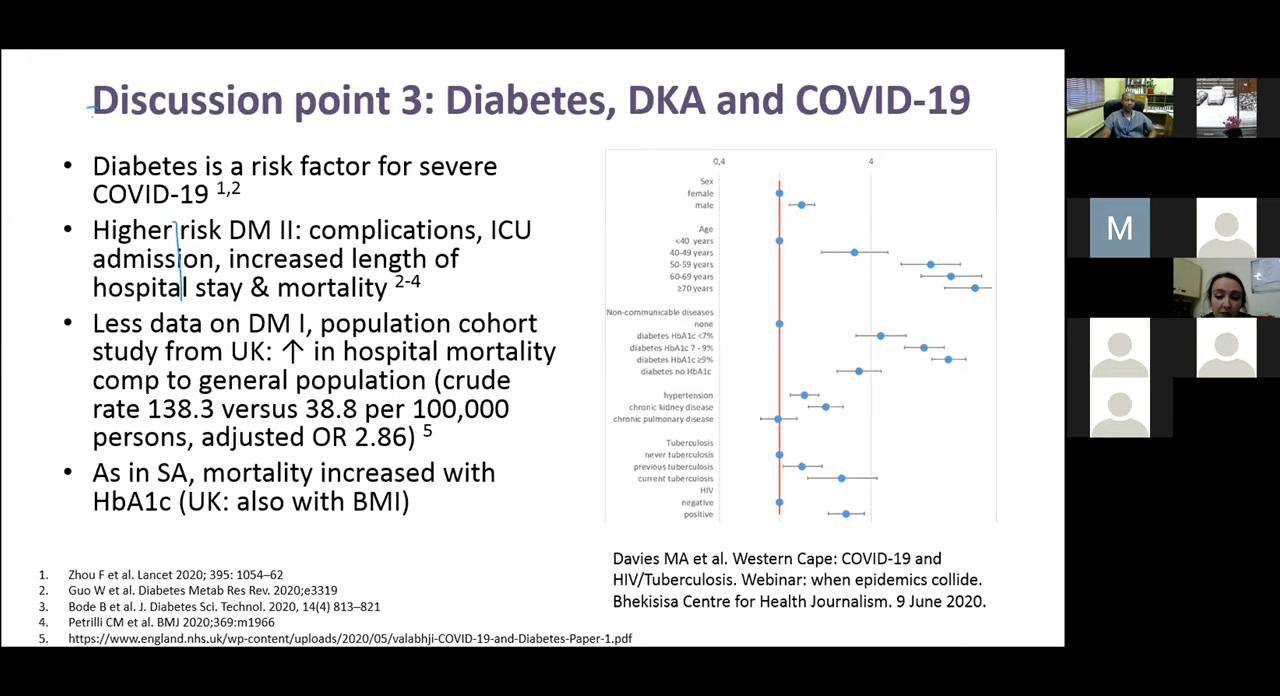 Discussion point 3: Diabetes, DKA and COVID-19
• Diabetes is a risk factor for severe
COVID-19 1,2
• Higher risk DM II: complications, ICU
admission, increased length of
hospital stay & mortality 2-4
• Less data on DM I, population cohort
study from UK: ↑ in hospital mortality
comp to general population (crude
rate 138.3 versus 38.8 per 100,000
persons, adjusted OR 2.86) 5
• As in SA, mortality increased with
HbA1c (UK: also with BMI)
1. Zhou F et al. Lancet 2020; 395: 1054–62
2. Guo W et al. Diabetes Metab Res Rev. 2020;e3319
3. Bode B et al. J. Diabetes Sci. Technol. 2020, 14(4) 813–821
4. Petrilli CM et al. BMJ 2020;369:m1966
5. https://www.england.nhs.uk/wp-content/uploads/2020/05/valabhji-COVID-19-and-Diabetes-Paper-1.pdf
0,4 4
Sex
female
male
Age
<40 years
40-49 years
50-59 years
60-69 years
≥70 years
Non-communicable diseases
none
diabetes HbA1c <7%
diabetes HbA1c 7 - 9%
diabetes HbA1c ≥9%
diabetes no HbA1c
hypertension
chronic kidney disease
chronic pulmonary disease
Tuberculosis
never tuberculosis
previous tuberculosis
current tuberculosis
HIV
negative
positive
Davies MA et al. Western Cape: COVID-19 and
HIV/Tuberculosis. Webinar: when epidemics collide.
Bhekisisa Centre for Health Journalism. 9 June 2020.
M